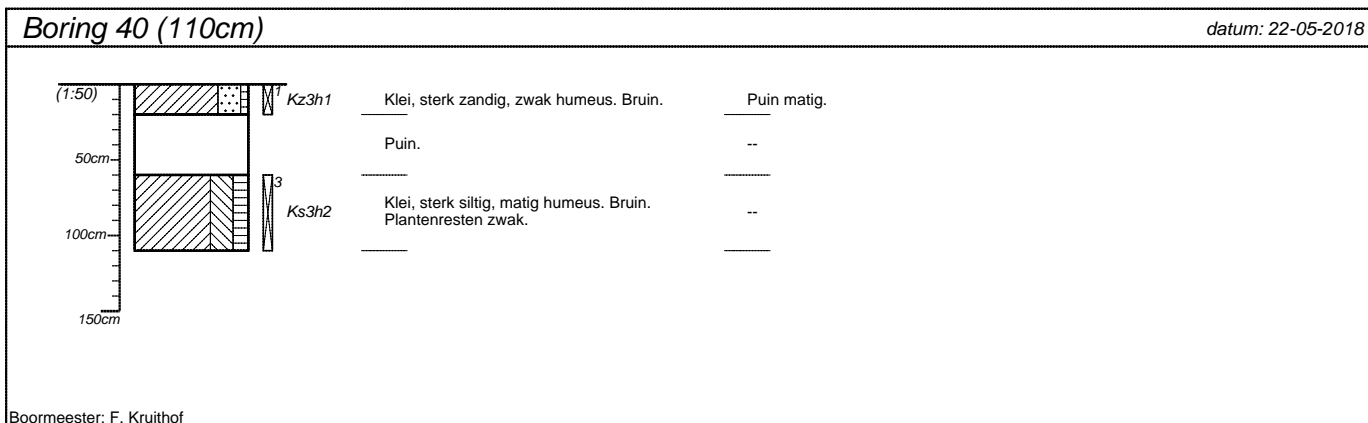 Boring 40 (110cm)
datum: 22-05-2018
(1:50)
1
Kz3h1
Klei, sterk zandig, zwak humeus. Bruin.
Puin matig.
Puin.
--
50cm
3
Ks3h2
Klei, sterk siltig, matig humeus. Bruin.
Plantenresten zwak.
--
100cm
150cm
Boormeester: F. Kruithof